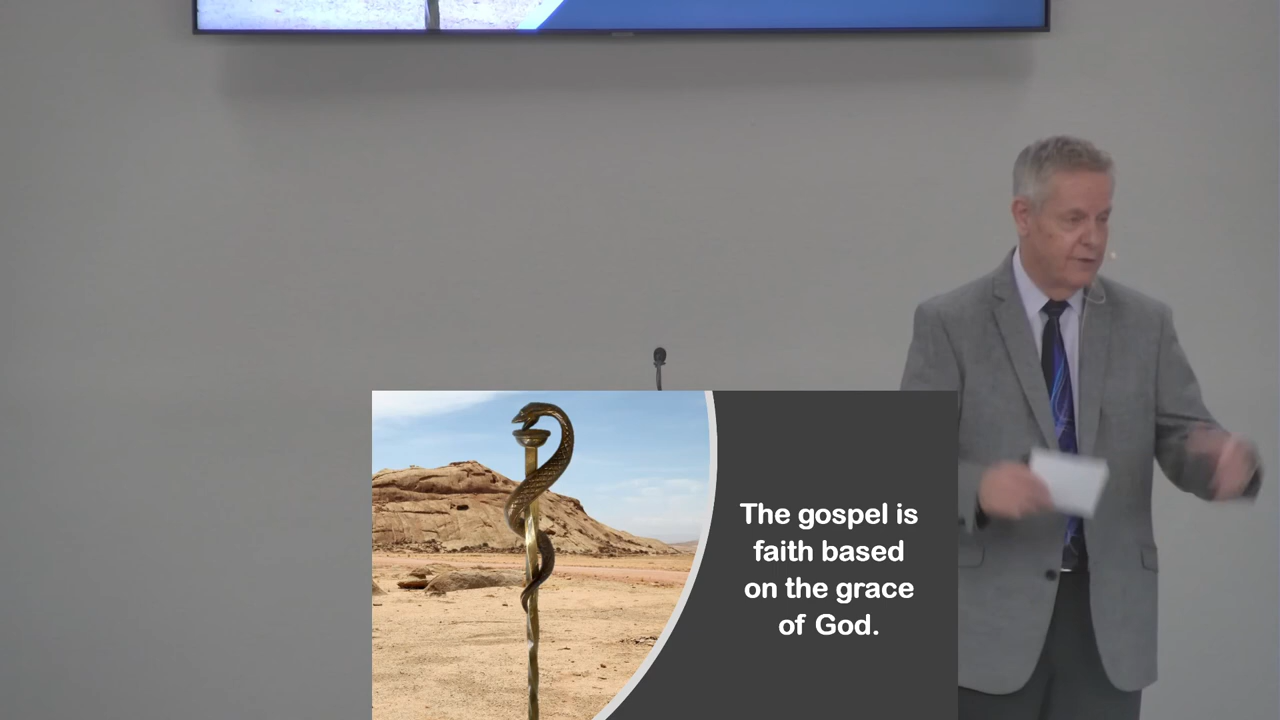 The gospel is
faith based
on the grace
of God.